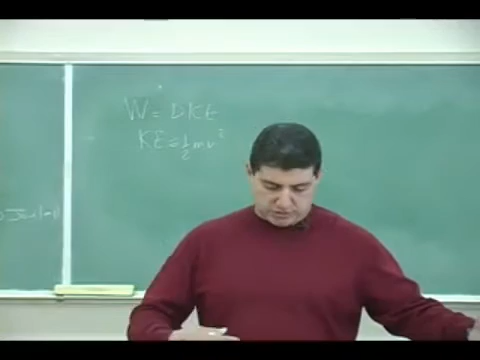 W = ΔKE
KE = ½mv²